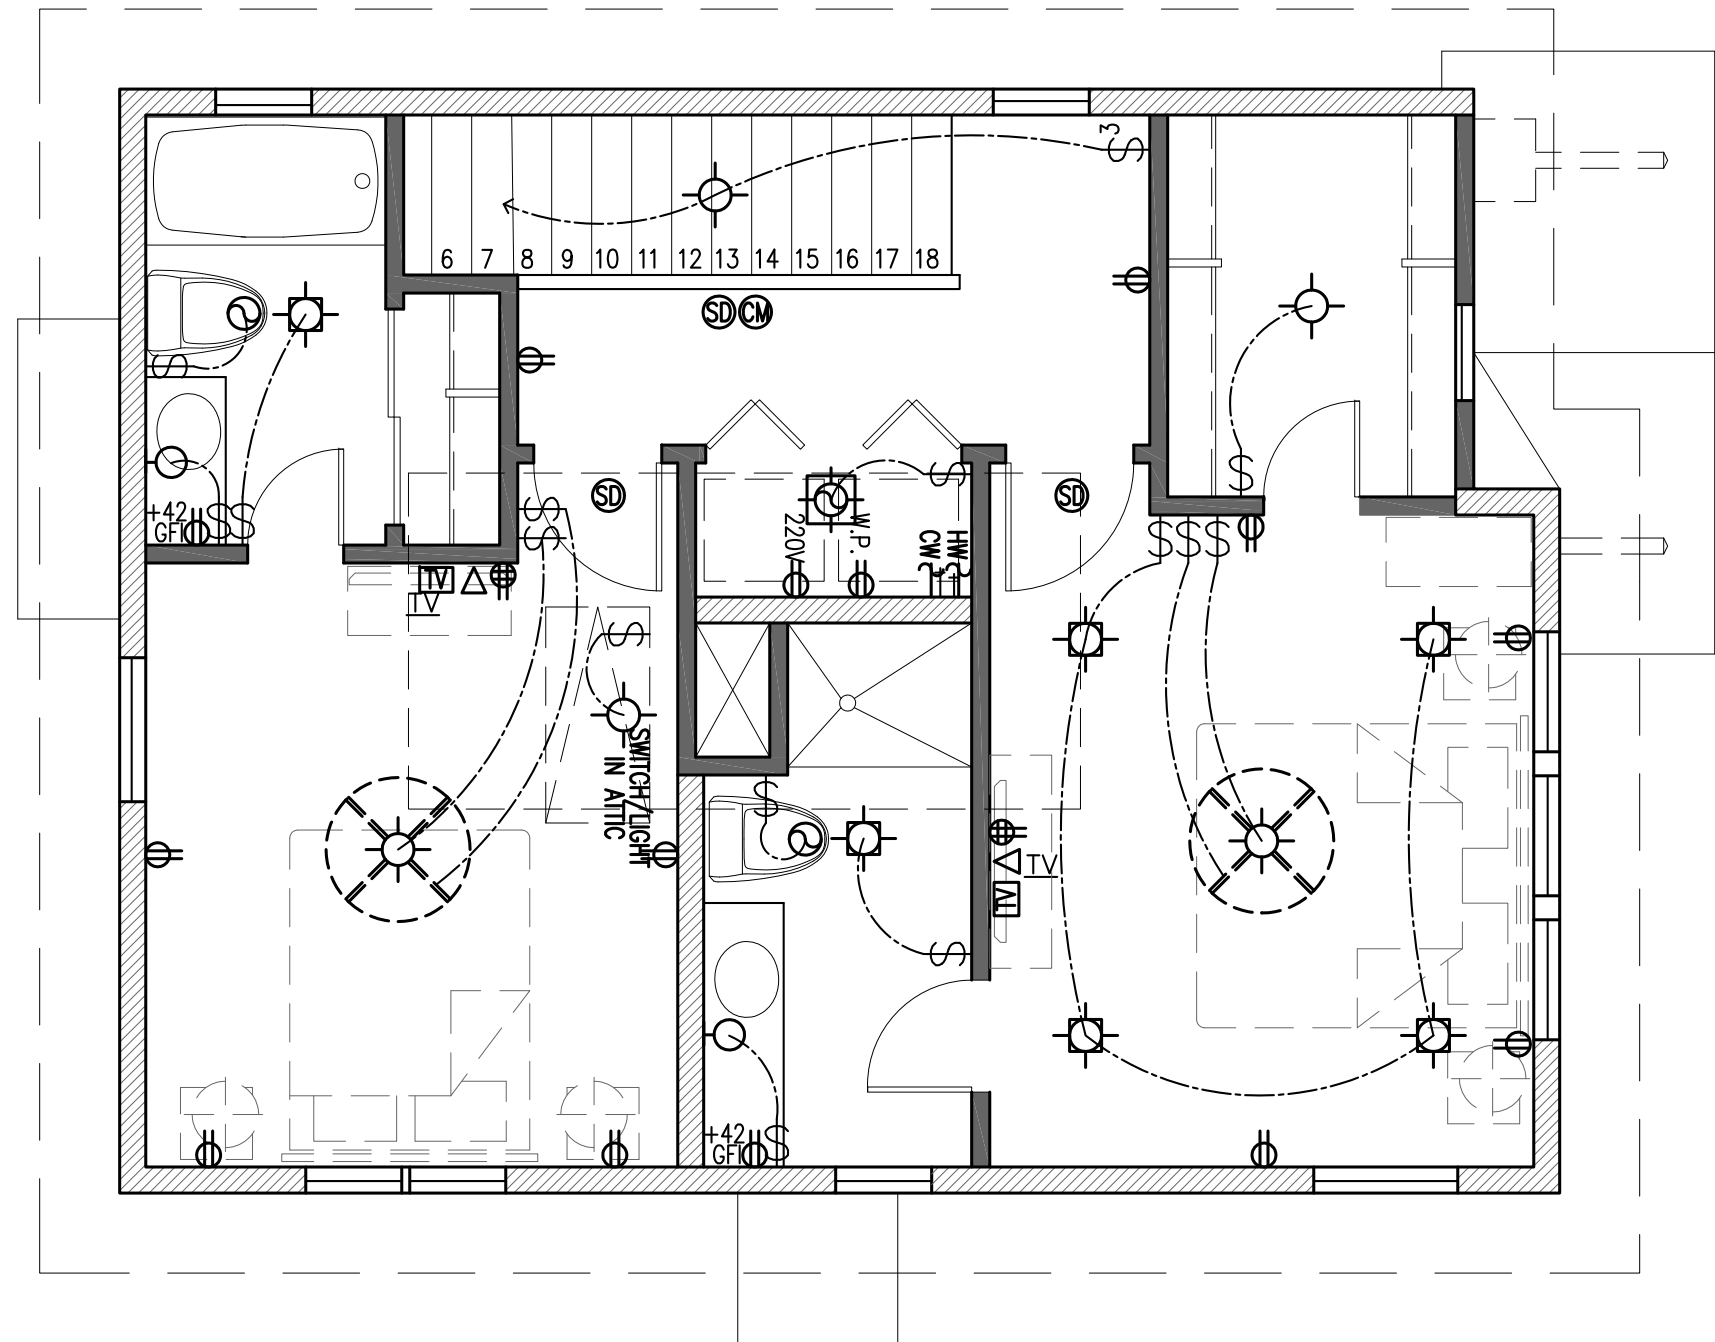 3
S
6 7 8 9 10 11 12 13 14 15 16 17 18
SD CM
S
S
S
S
SD
SD
+42
GFI
S S
S
S
220V
W.P.
CW
HW
S S S
TV
TV
S
SWITCH/LIGHT
IN ATTIC
S
TV
TV
S
+42
GFI
S